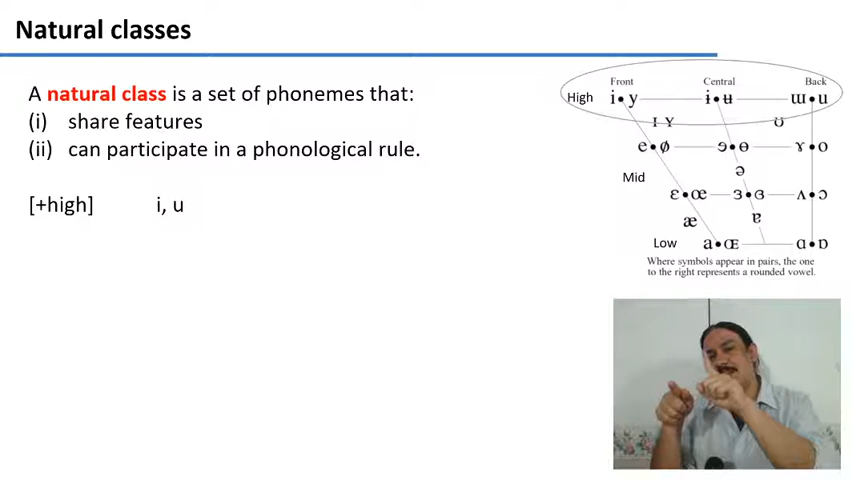 Natural classes
A natural class is a set of phonemes that:
(i) share features
(ii) can participate in a phonological rule.
[+high] i, u
Front Central Back
High i•y ɨ•ʉ ɯ•u
ɪ ʏ ʊ
e•ø ɘ•ɵ ɤ•o
Mid ə
ɛ•œ ɜ•ɞ ʌ•ɔ
æ ɐ
Low a•ɶ ɑ•ɒ
Where symbols appear in pairs, the one
to the right represents a rounded vowel.